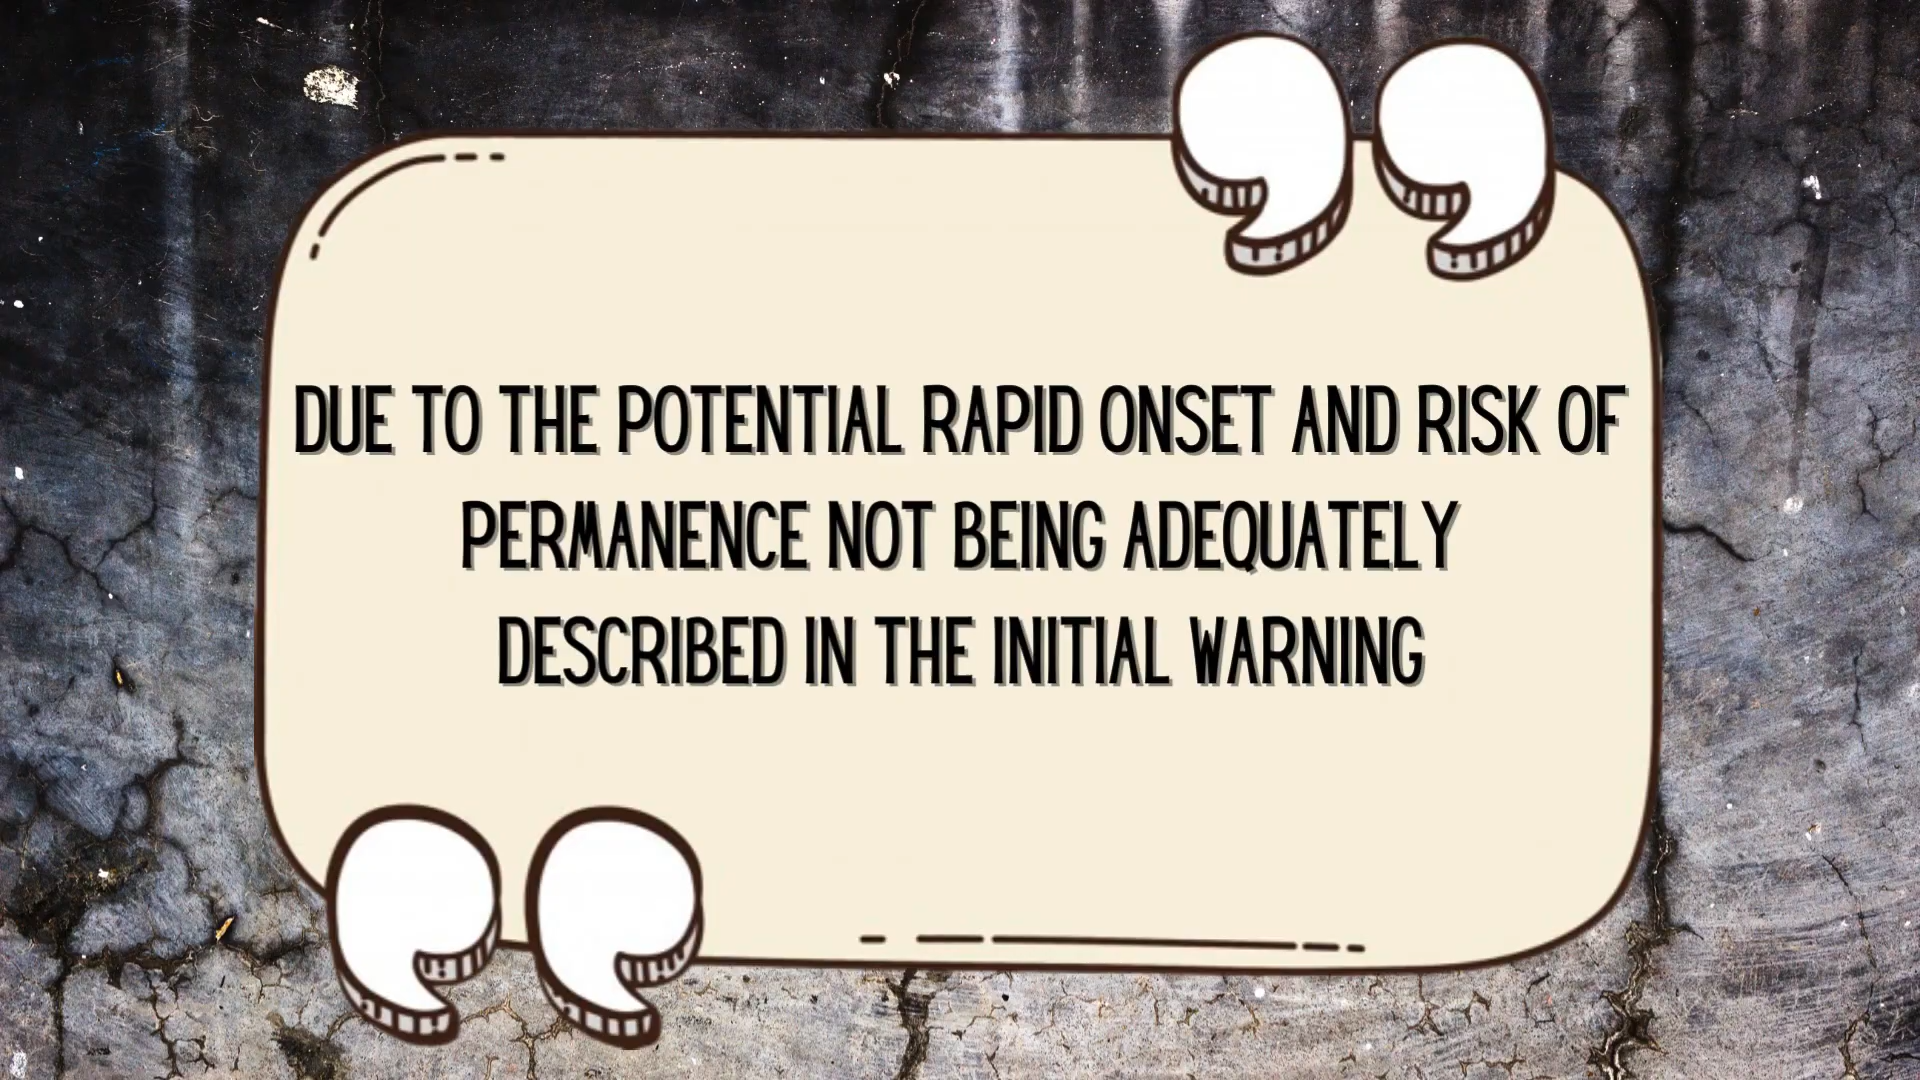 DUE TO THE POTENTIAL RAPID ONSET AND RISK OF
PERMANENCE NOT BEING ADEQUATELY
DESCRIBED IN THE INITIAL WARNING